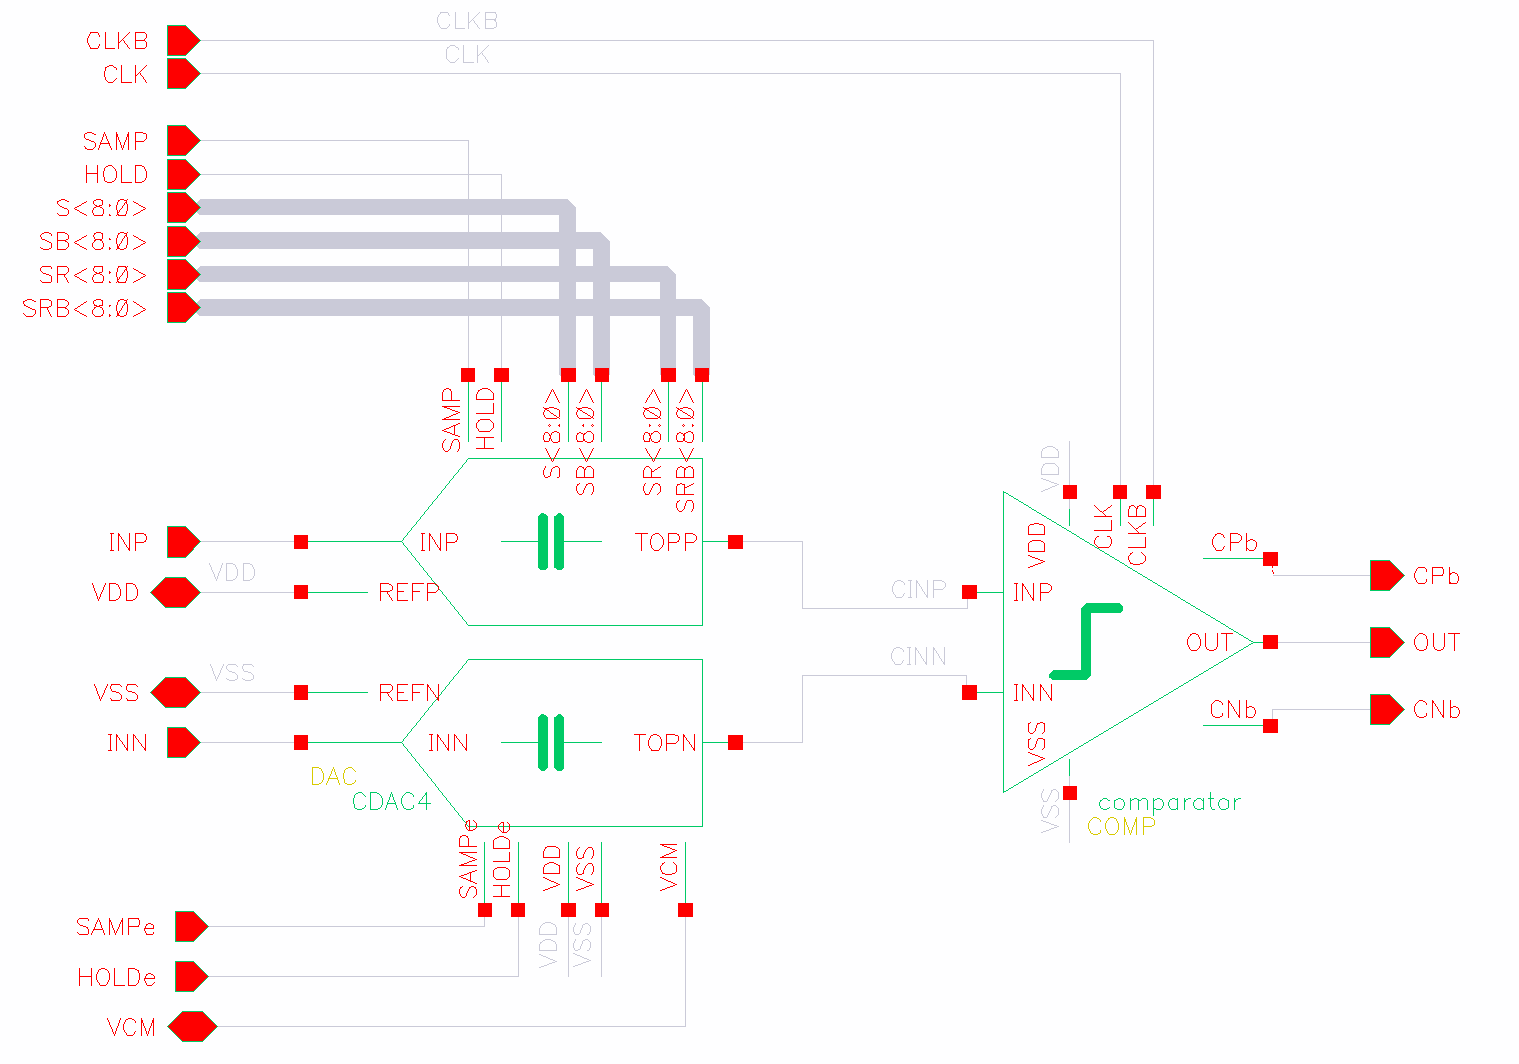 CLKB
CLKB
CLK
CLK
SAMP
HOLD
S<8:0>
SB<8:0>
SR<8:0>
SRB<8:0>
SAMP
HOLD
S<8:0>
SB<8:0>
SR<8:0>
SRB<8:0>
VDD
VDD
CLK
CLKB
INP
INP
TOPP
CPb
CPb
VDD
VDD
REFP
CINP
INP
OUT
OUT
VSS
VSS
REFN
CINN
INN
CNb
CNb
INN
INN
TOPN
VSS
VSS
DAC
CDAC4
comparator
COMP
SAMPe
HOLDe
VDD
VSS
VCM
SAMPe
VDD
VSS
HOLDe
VCM